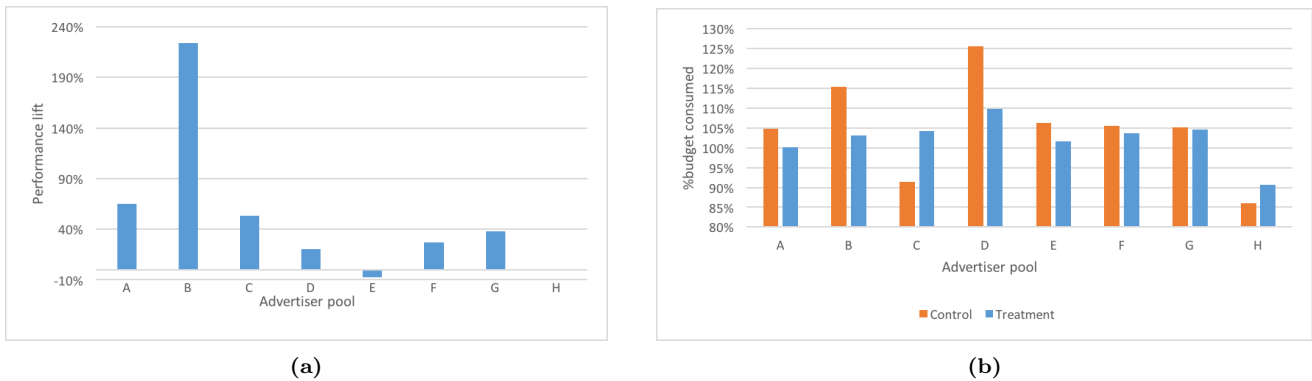 240%
190%
140%
90%
40%
-10%
Performance lift
A B C D E F G H
Advertiser pool
(a)
130%
125%
120%
115%
110%
105%
100%
95%
90%
85%
80%
%budget consumed
A B C D E F G H
Advertiser pool
Control Treatment
(b)